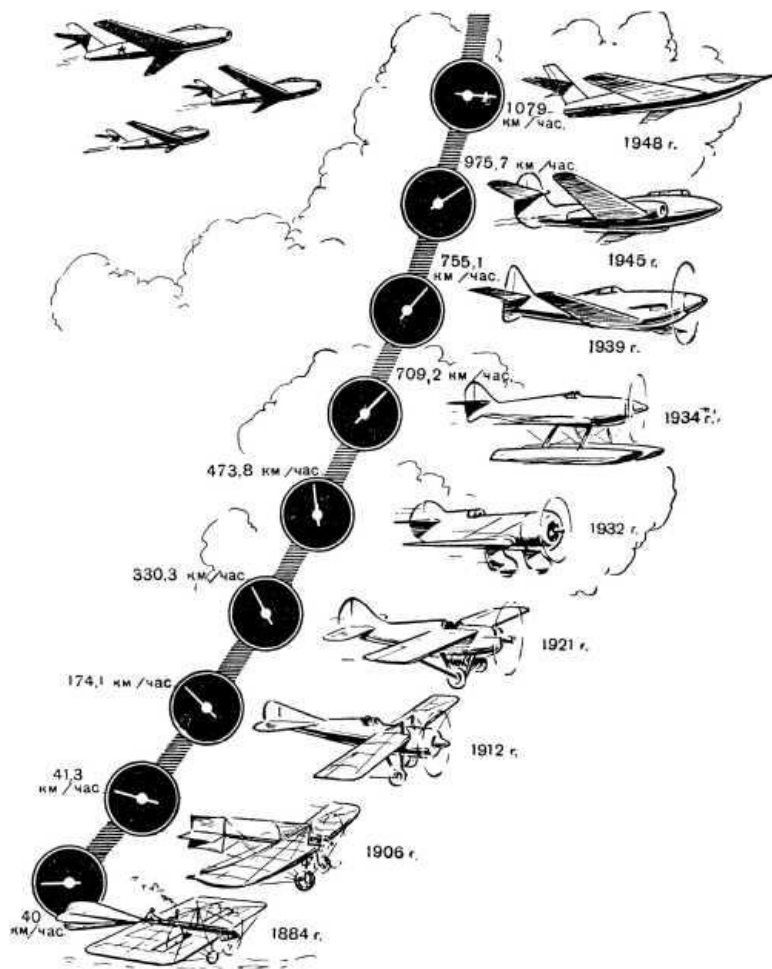 1079
км/час.
1948 г.
975,7 км/час.
1945 г.
755,1
км/час.
1939 г.
709,2 км/час.
1934 г.
473,8 км/час.
1932 г.
330,3 км/час.
1921 г.
174,1 км/час
1912 г.
41,3
км/час.
1906 г.
40
км/час.
1884 г.